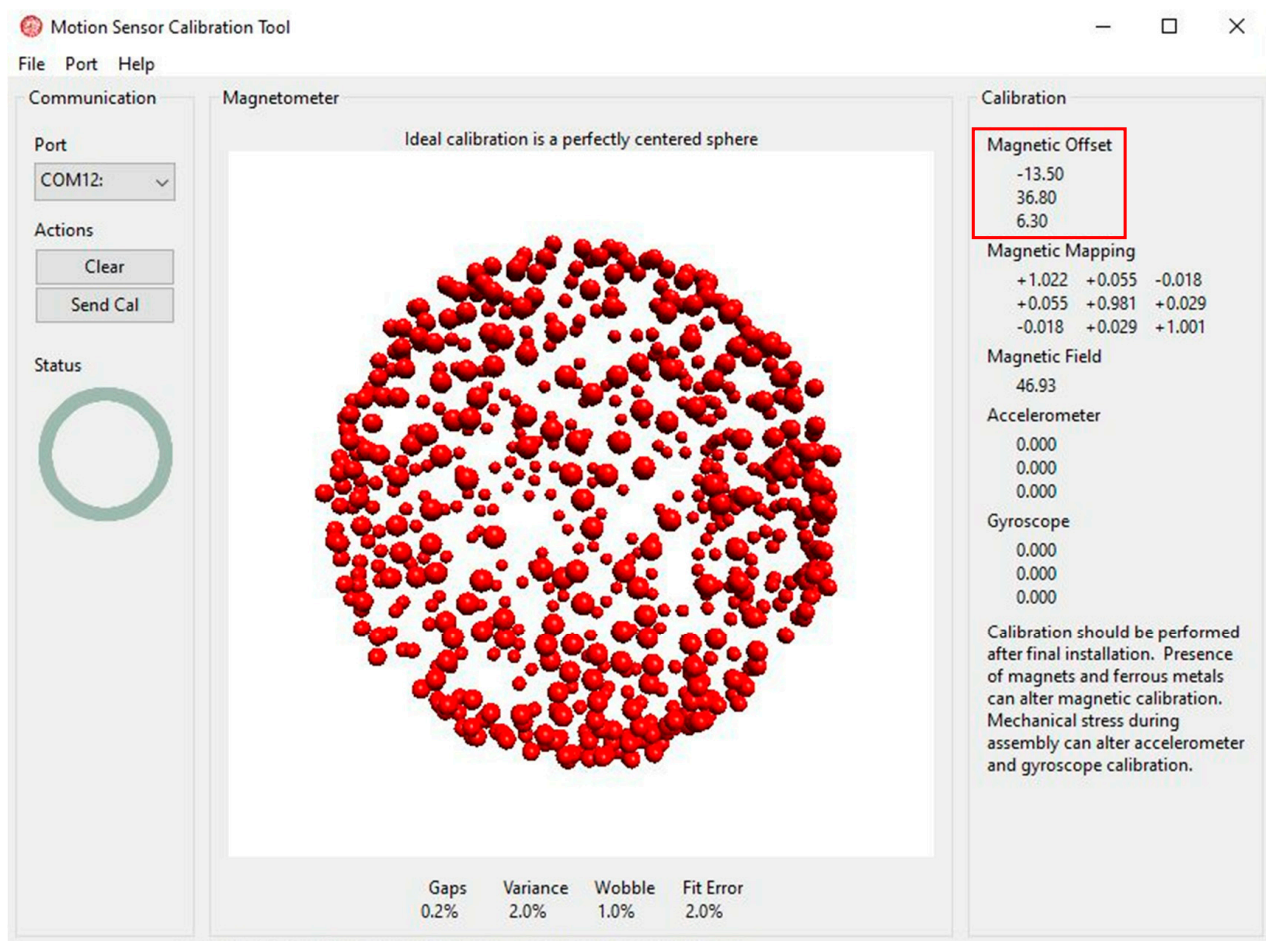 Motion Sensor Calibration Tool
File Port Help
Communication
Port
COM12:
Actions
Clear
Send Cal
Status
Magnetometer
Ideal calibration is a perfectly centered sphere
Gaps Variance Wobble Fit Error
0.2% 2.0% 1.0% 2.0%
Calibration
Magnetic Offset
-13.50
36.80
6.30
Magnetic Mapping
+1.022 +0.055 -0.018
+0.055 +0.981 +0.029
-0.018 +0.029 +1.001
Magnetic Field
46.93
Accelerometer
0.000
0.000
0.000
Gyroscope
0.000
0.000
0.000
Calibration should be performed
after final installation. Presence
of magnets and ferrous metals
can alter magnetic calibration.
Mechanical stress during
assembly can alter accelerometer
and gyroscope calibration.